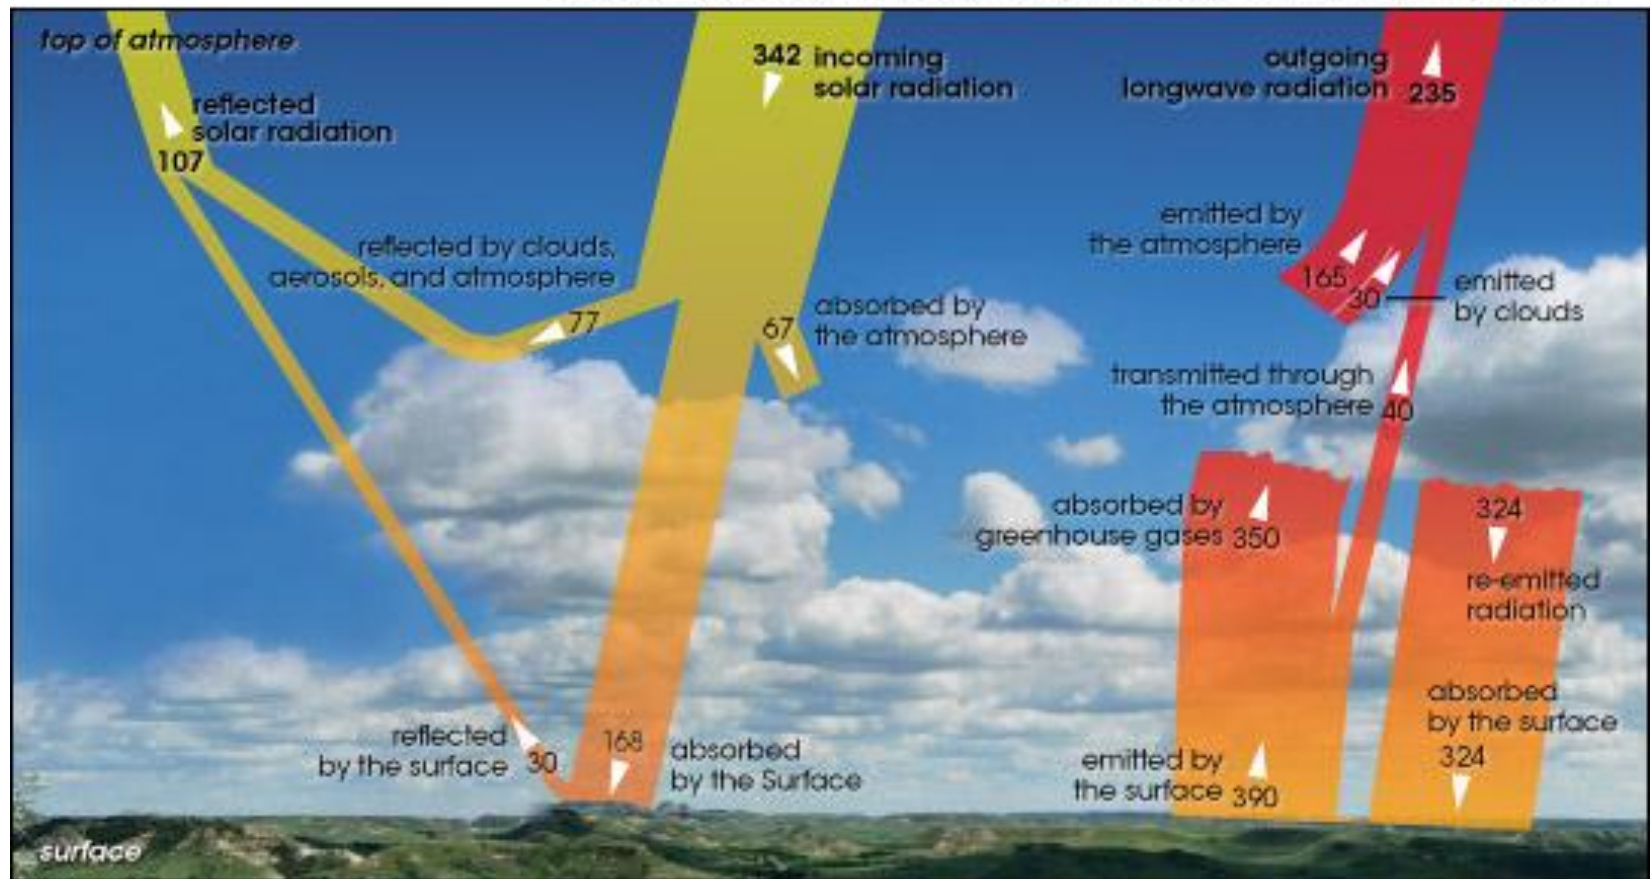 top of atmosphere
342 incoming
solar radiation
outgoing
longwave radiation 235
reflected
solar radiation
107
reflected by clouds,
aerosols, and atmosphere
77
67
absorbed by
the atmosphere
emitted by
the atmosphere
165
30
emitted
by clouds
transmitted through
the atmosphere 40
absorbed by
greenhouse gases 350
324
re-emitted
radiation
reflected
by the surface 30
168
absorbed
by the Surface
emitted by
the surface 390
absorbed
by the surface
324
surface